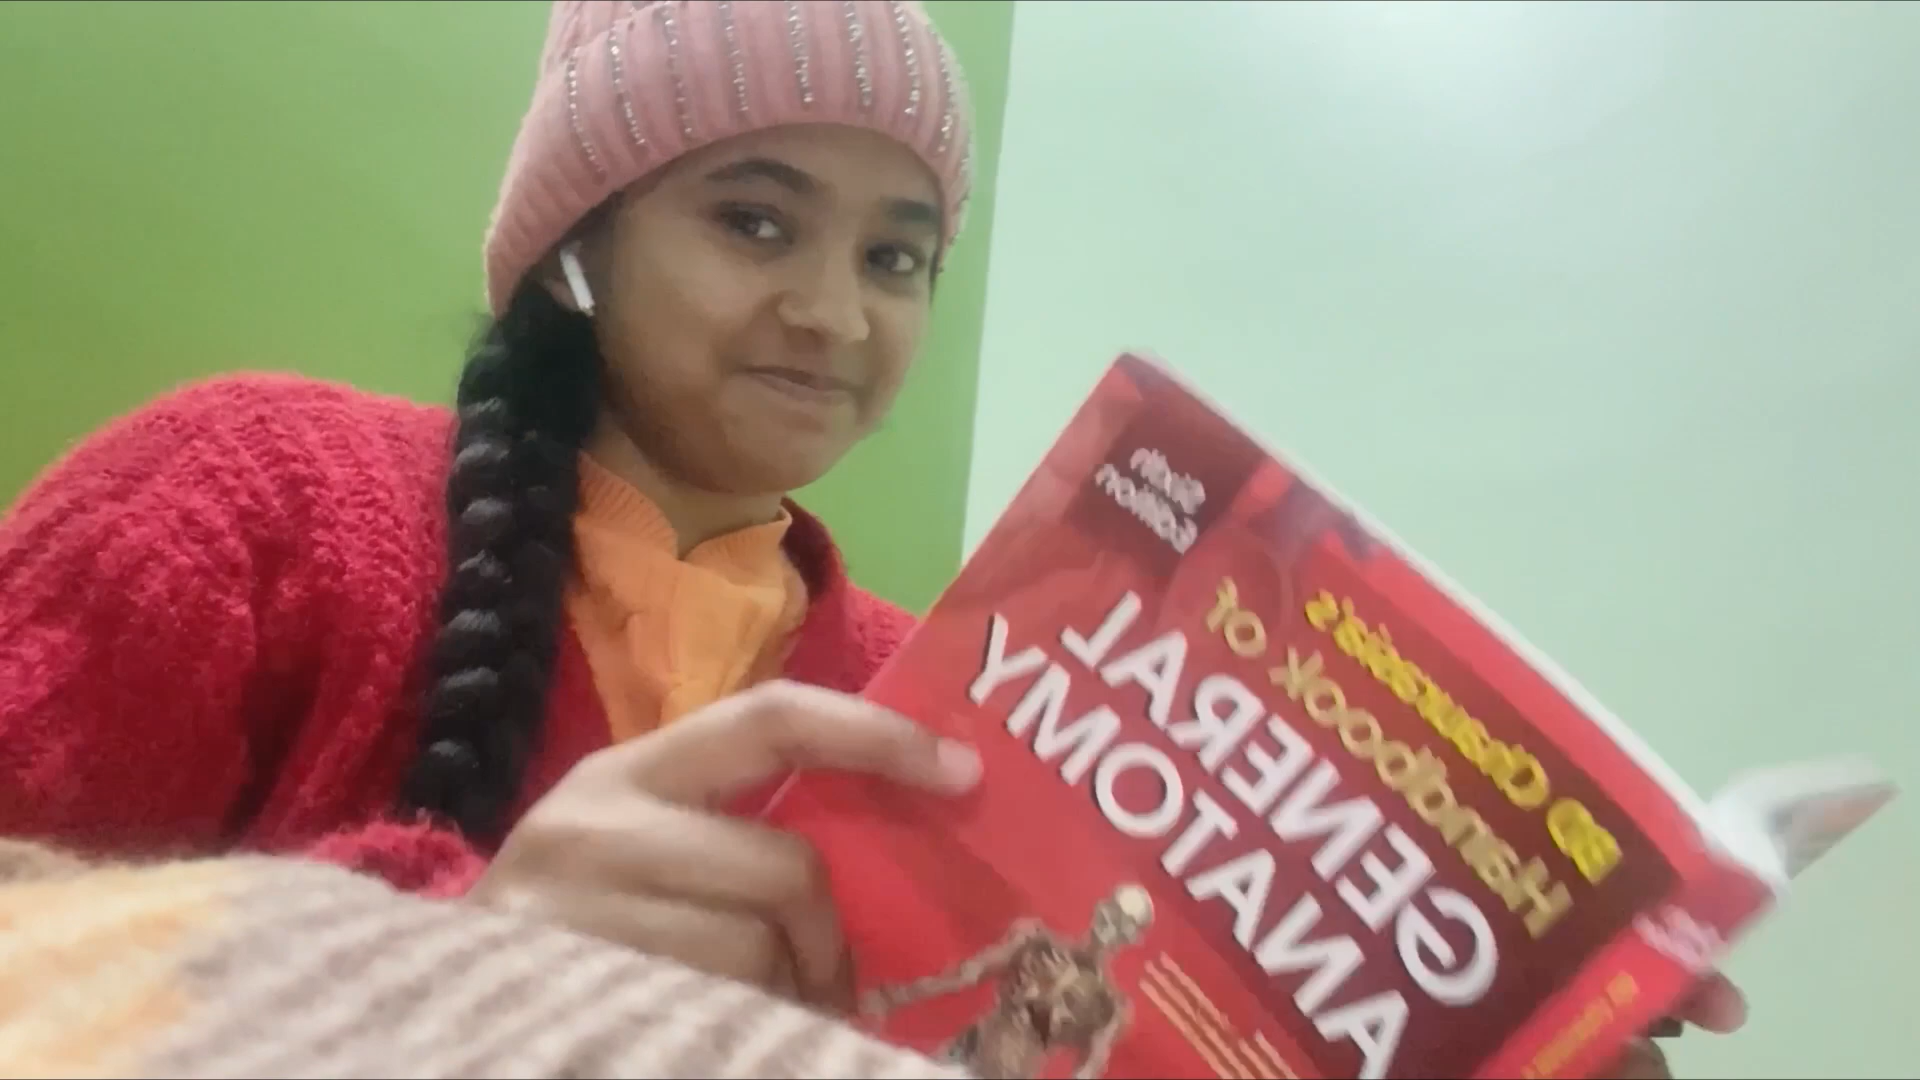 Sixth
Edition
BD Chaurasia's
Handbook of
GENERAL
ANATOMY